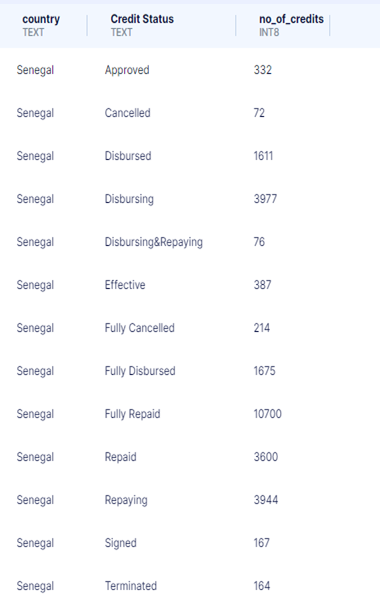 country Credit Status no_of_credits
TEXT TEXT INT8
Senegal Approved 332
Senegal Cancelled 72
Senegal Disbursed 1611
Senegal Disbursing 3977
Senegal Disbursing&Repaying 76
Senegal Effective 387
Senegal Fully Cancelled 214
Senegal Fully Disbursed 1675
Senegal Fully Repaid 10700
Senegal Repaid 3600
Senegal Repaying 3944
Senegal Signed 167
Senegal Terminated 164